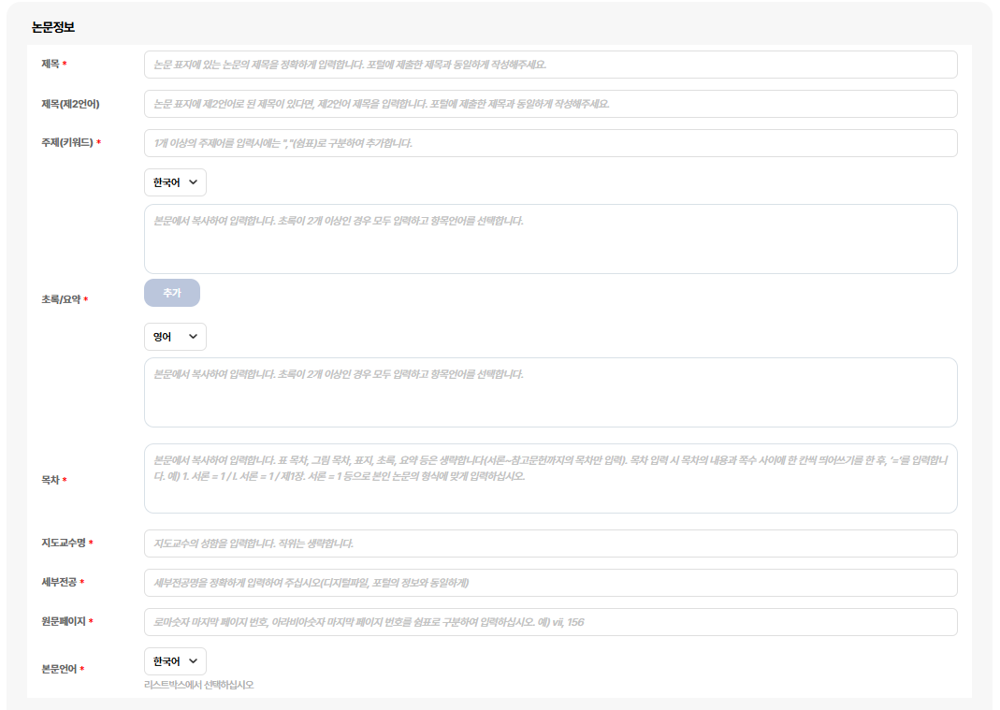 논문정보
제목 *
논문 표지에 있는 논문의 제목을 정확하게 입력합니다. 포털에 제출한 제목과 동일하게 작성해주세요.
제목(제2언어)
논문 표지에 제2언어로 된 제목이 있다면, 제2언어 제목을 입력합니다. 포털에 제출한 제목과 동일하게 작성해주세요.
주제(키워드) *
1개 이상의 주제어를 입력시에는 ","(쉼표)로 구분하여 추가합니다.
한국어
본문에서 복사하여 입력합니다. 초록이 2개 이상인 경우 모두 입력하고 항목언어를 선택합니다.
추가
초록/요약 *
영어
본문에서 복사하여 입력합니다. 초록이 2개 이상인 경우 모두 입력하고 항목언어를 선택합니다.
목차 *
본문에서 복사하여 입력합니다. 표 목차, 그림 목차, 표지, 초록, 요약 등은 생략합니다(서론~참고문헌까지의 목차만 입력). 목차 입력 시 목차의 내용과 쪽수 사이에 한 칸씩 띄어쓰기를 한 후, '='를 입력합니
다. 예) 1. 서론 = 1 / I. 서론 = 1 / 제1장. 서론 = 1 등으로 본인 논문의 형식에 맞게 입력하십시오.
지도교수명 *
지도교수의 성함을 입력합니다. 직위는 생략합니다.
세부전공 *
세부전공명을 정확하게 입력하여 주십시오(디지털파일, 포털의 정보와 동일하게)
원문페이지 *
로마숫자 마지막 페이지 번호, 아라비아숫자 마지막 페이지 번호를 쉼표로 구분하여 입력하십시오. 예) vii, 156
본문언어 *
한국어
리스트박스에서 선택하십시오